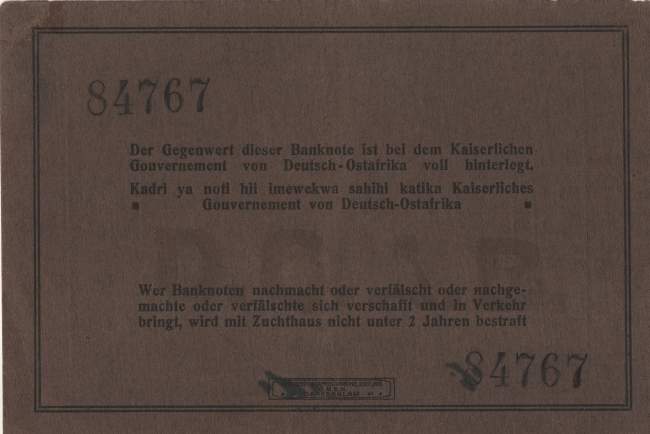 84767
Der Gegenwert dieser Banknote ist bei dem Kaiserlichen
Gouvernement von Deutsch-Ostafrika voll hinterlegt.
Kadri ya noti hii imewekwa sahihi katika Kaiserliches
Gouvernement von Deutsch-Ostafrika
Wer Banknoten nachmacht oder verfälscht oder nachge-
machte oder verfälschte sich verschafft und in Verkehr
bringt, wird mit Zuchthaus nicht unter 2 Jahren bestraft
84767